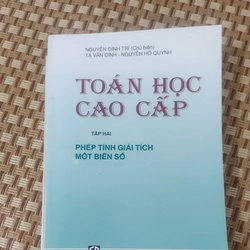 NGUYỄN ĐÌNH TRÍ (Chủ biên)
TẠ VĂN ĐĨNH - NGUYỄN HỒ QUỲNH
TOÁN HỌC
CAO CẤP
TẬP HAI
PHÉP TÍNH GIẢI TÍCH
MỘT BIẾN SỐ